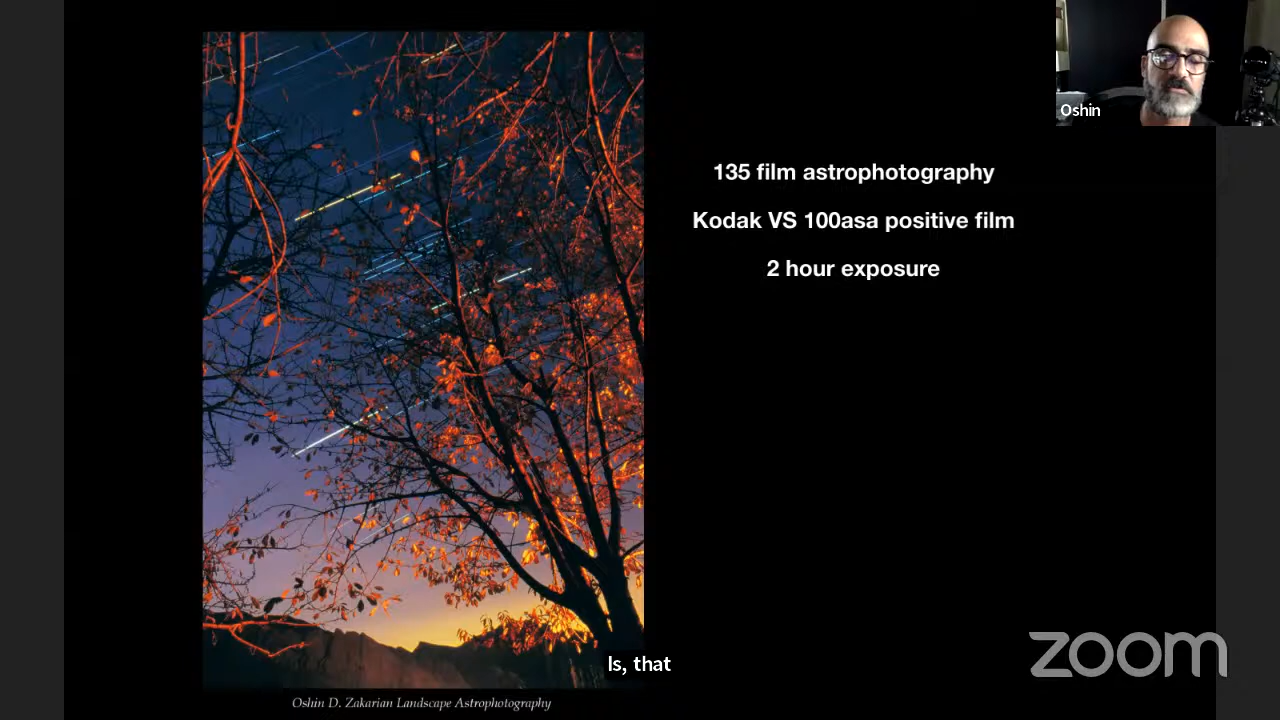 Oshin
135 film astrophotography
Kodak VS 100asa positive film
2 hour exposure
Is, that
zoom
Oshin D. Zakarian Landscape Astrophotography